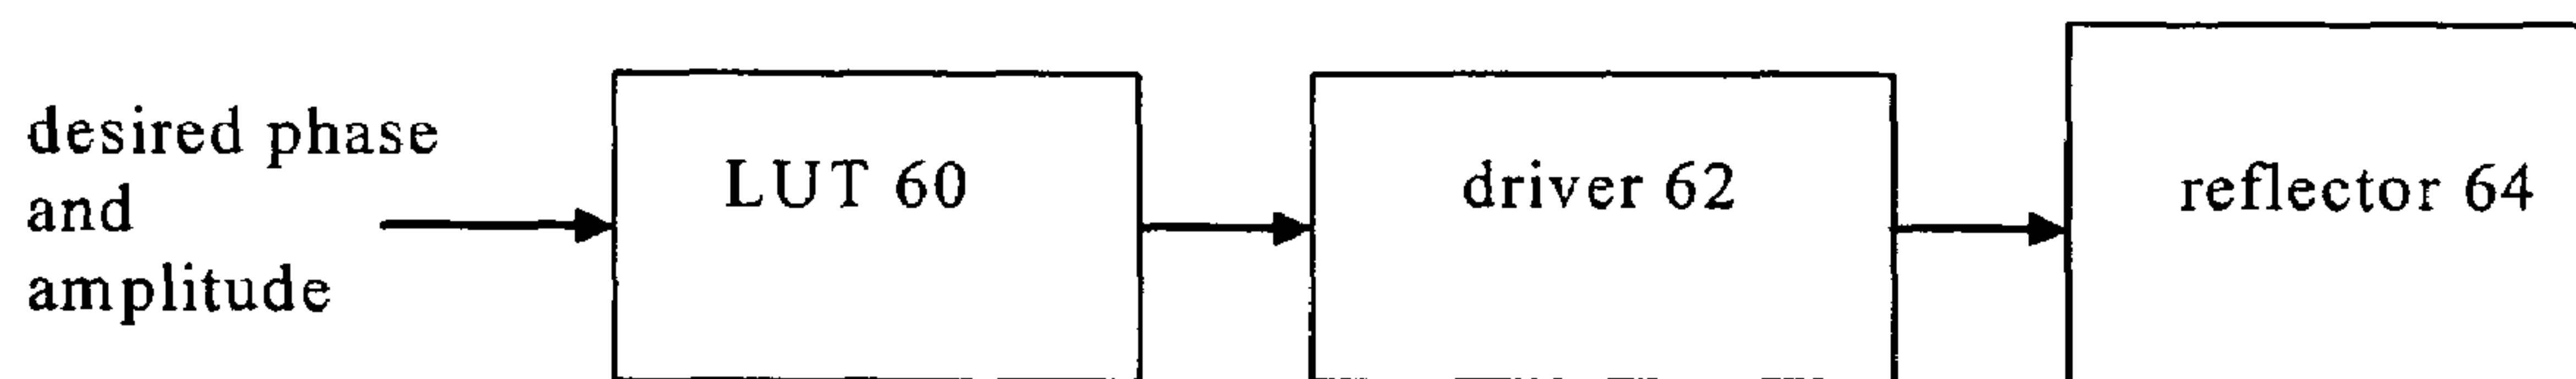 desired phase
and
amplitude
LUT 60
driver 62
reflector 64